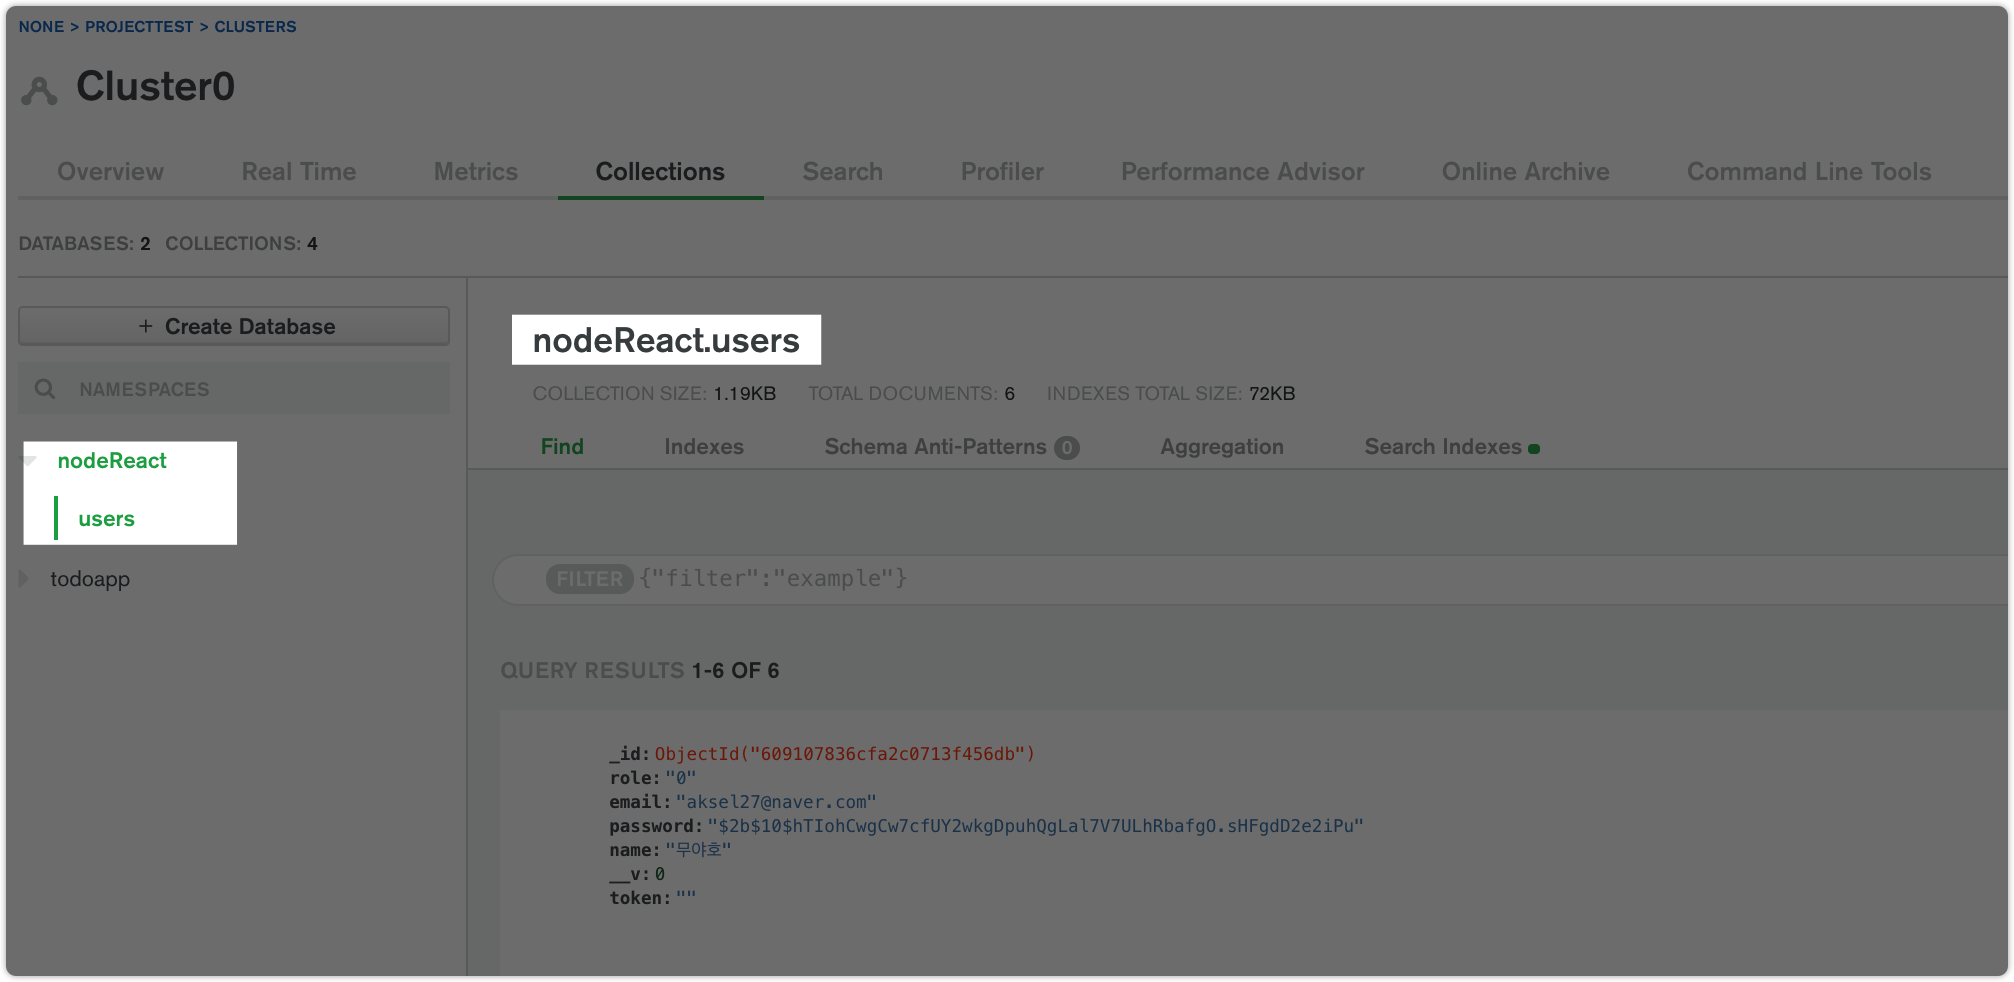 NONE > PROJECTTEST > CLUSTERS
Cluster0
Overview Real Time Metrics Collections Search Profiler Performance Advisor Online Archive Command Line Tools
DATABASES: 2 COLLECTIONS: 4
+ Create Database
NAMESPACES
nodeReact
users
todoapp
nodeReact.users
COLLECTION SIZE: 1.19KB TOTAL DOCUMENTS: 6 INDEXES TOTAL SIZE: 72KB
Find Indexes Schema Anti-Patterns 0 Aggregation Search Indexes
FILTER {"filter":"example"}
QUERY RESULTS 1-6 OF 6
_id: ObjectId("609107836cfa2c0713f456db")
role: "0"
email: "aksel27@naver.com"
password: "$2b$10$hTIohCwgCw7cfUY2wkgDpuhQgLal7V7ULhRbafgO.sHFgdD2e2iPu"
name: "무야호"
__v: 0
token: ""